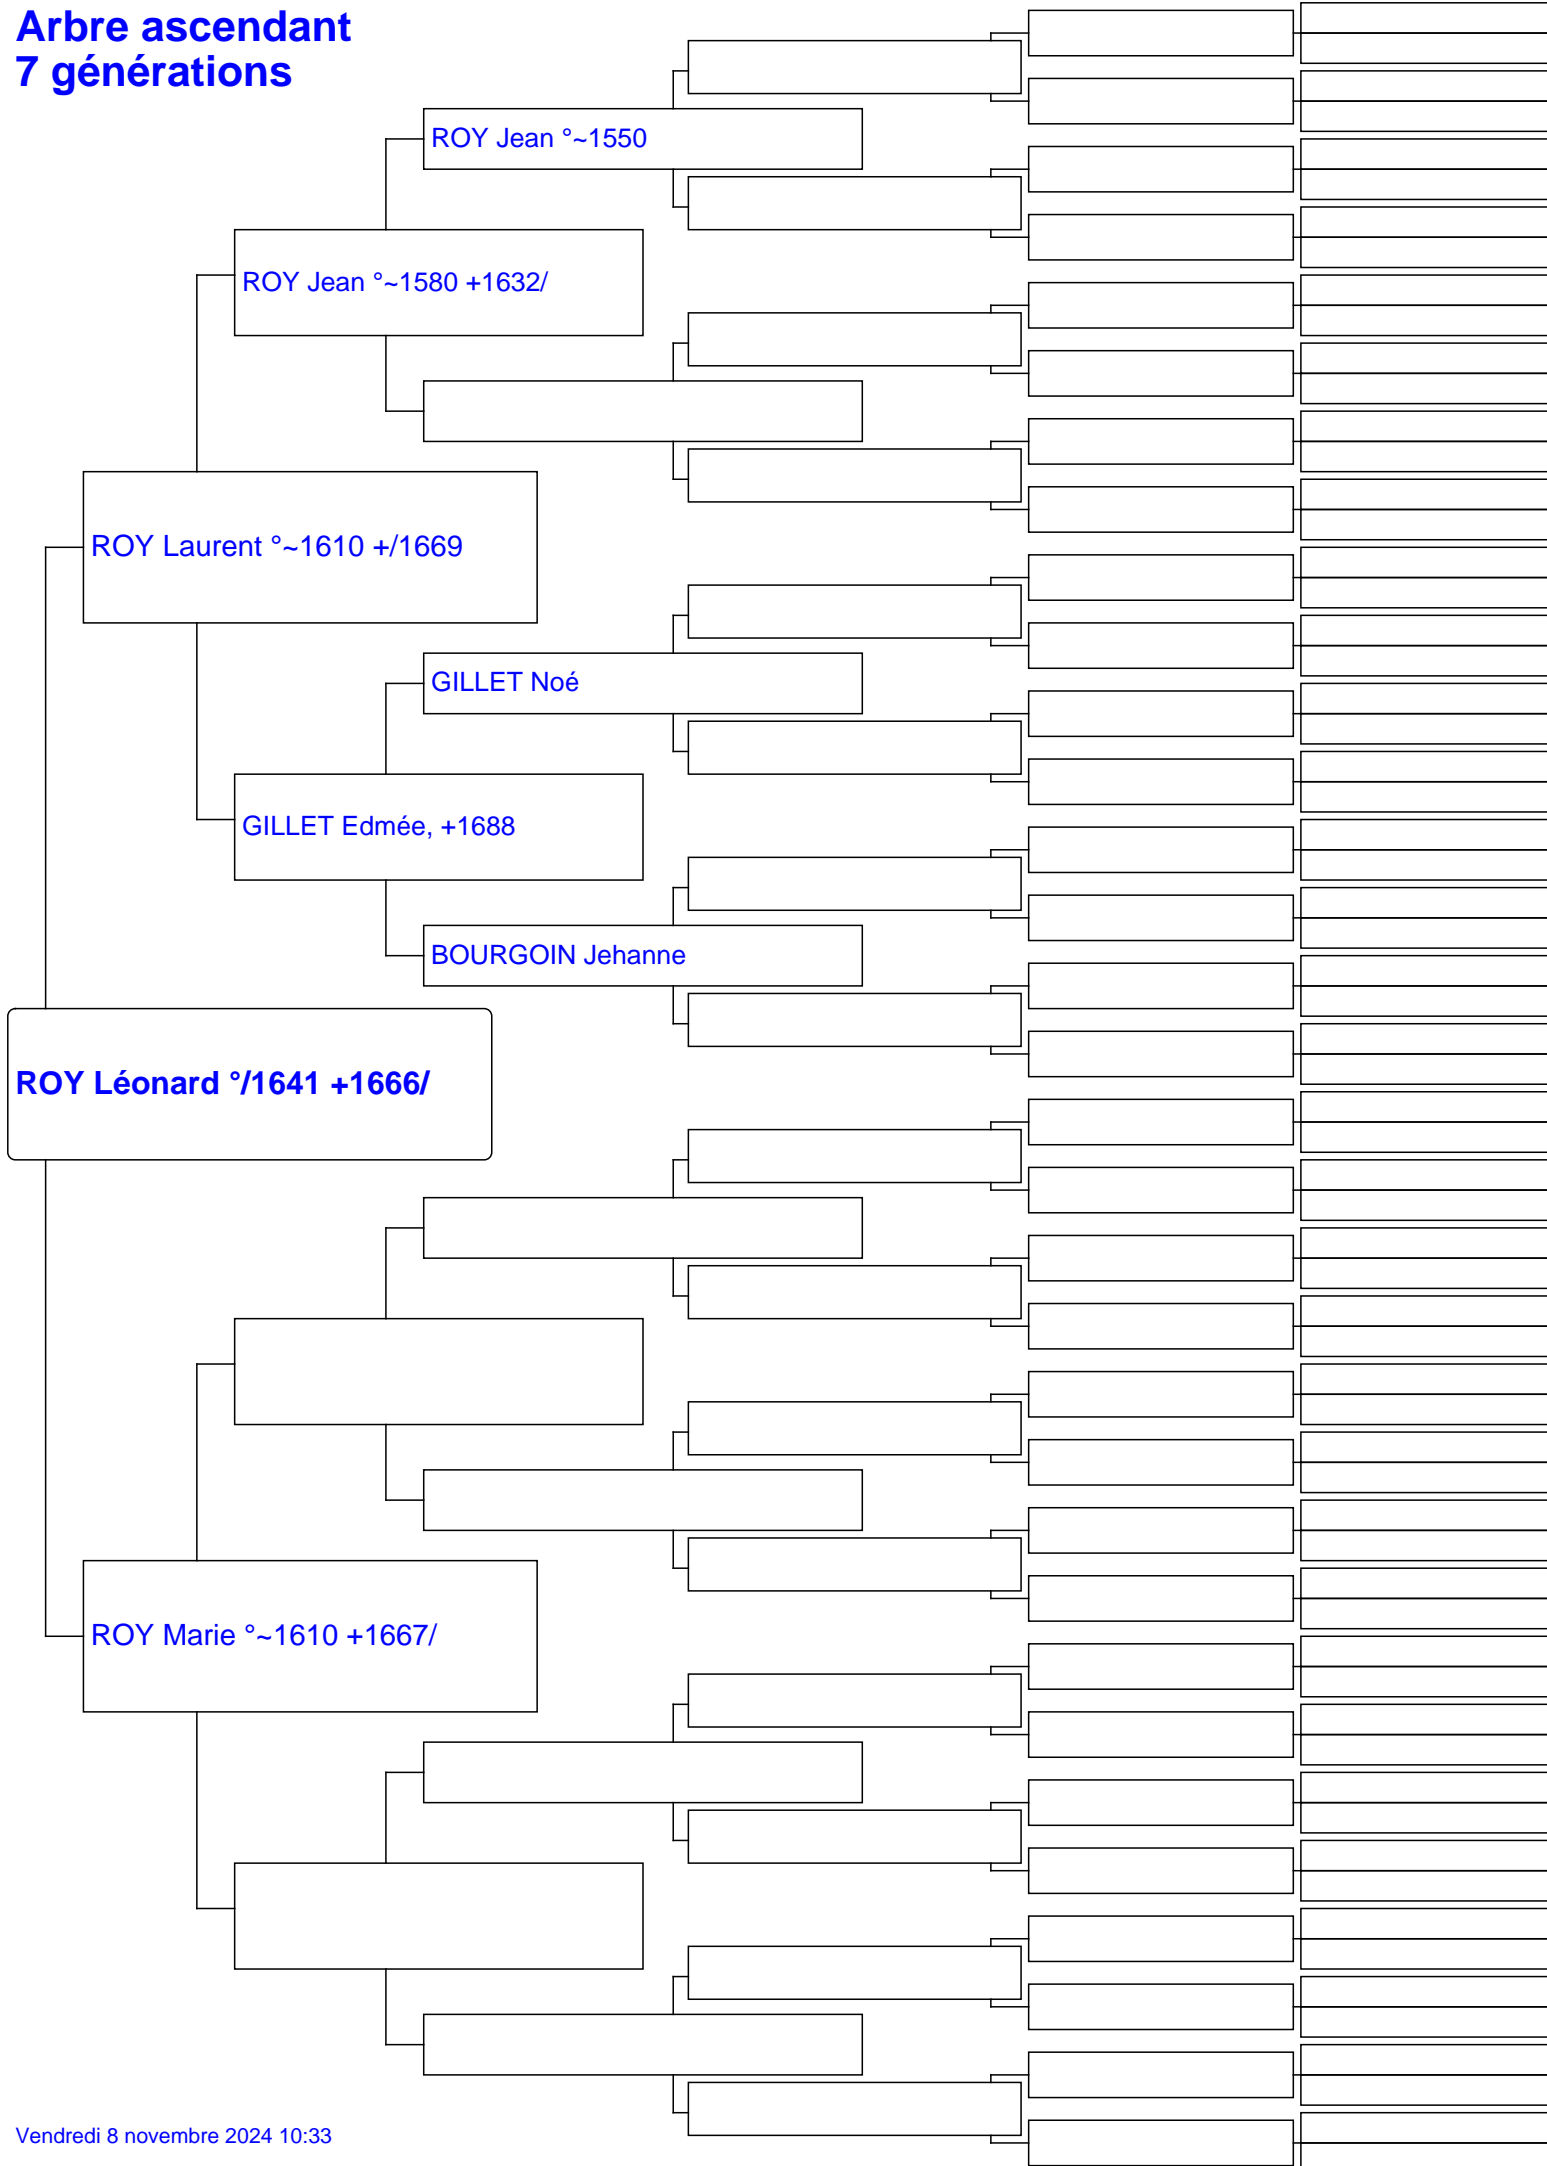 Arbre ascendant
7 générations
ROY Jean °~1550
ROY Jean °~1580 +1632/
ROY Laurent °~1610 +/1669
GILLET Noé
GILLET Edmée, +1688
BOURGOIN Jehanne
ROY Léonard °/1641 +1666/
ROY Marie °~1610 +1667/
Vendredi 8 novembre 2024 10:33